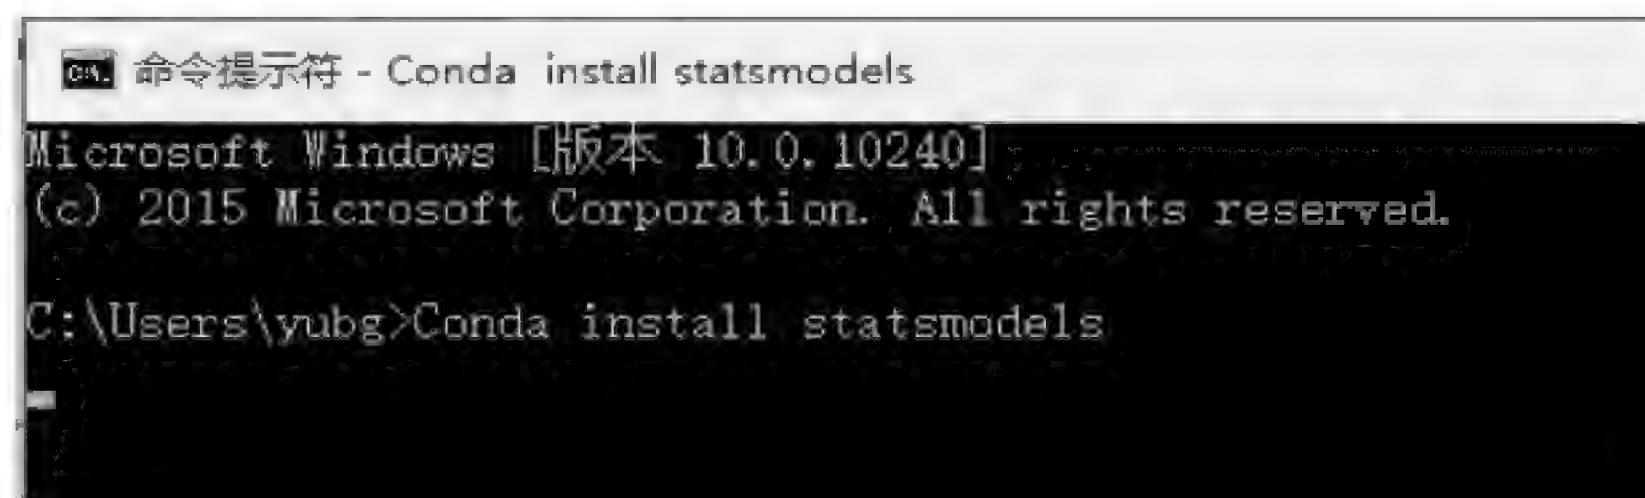 命令提示符 - Conda  install statsmodels
Microsoft Windows [版本 10.0.10240]
(c) 2015 Microsoft Corporation. All rights reserved.
C:\Users\yubg>Conda install statsmodels